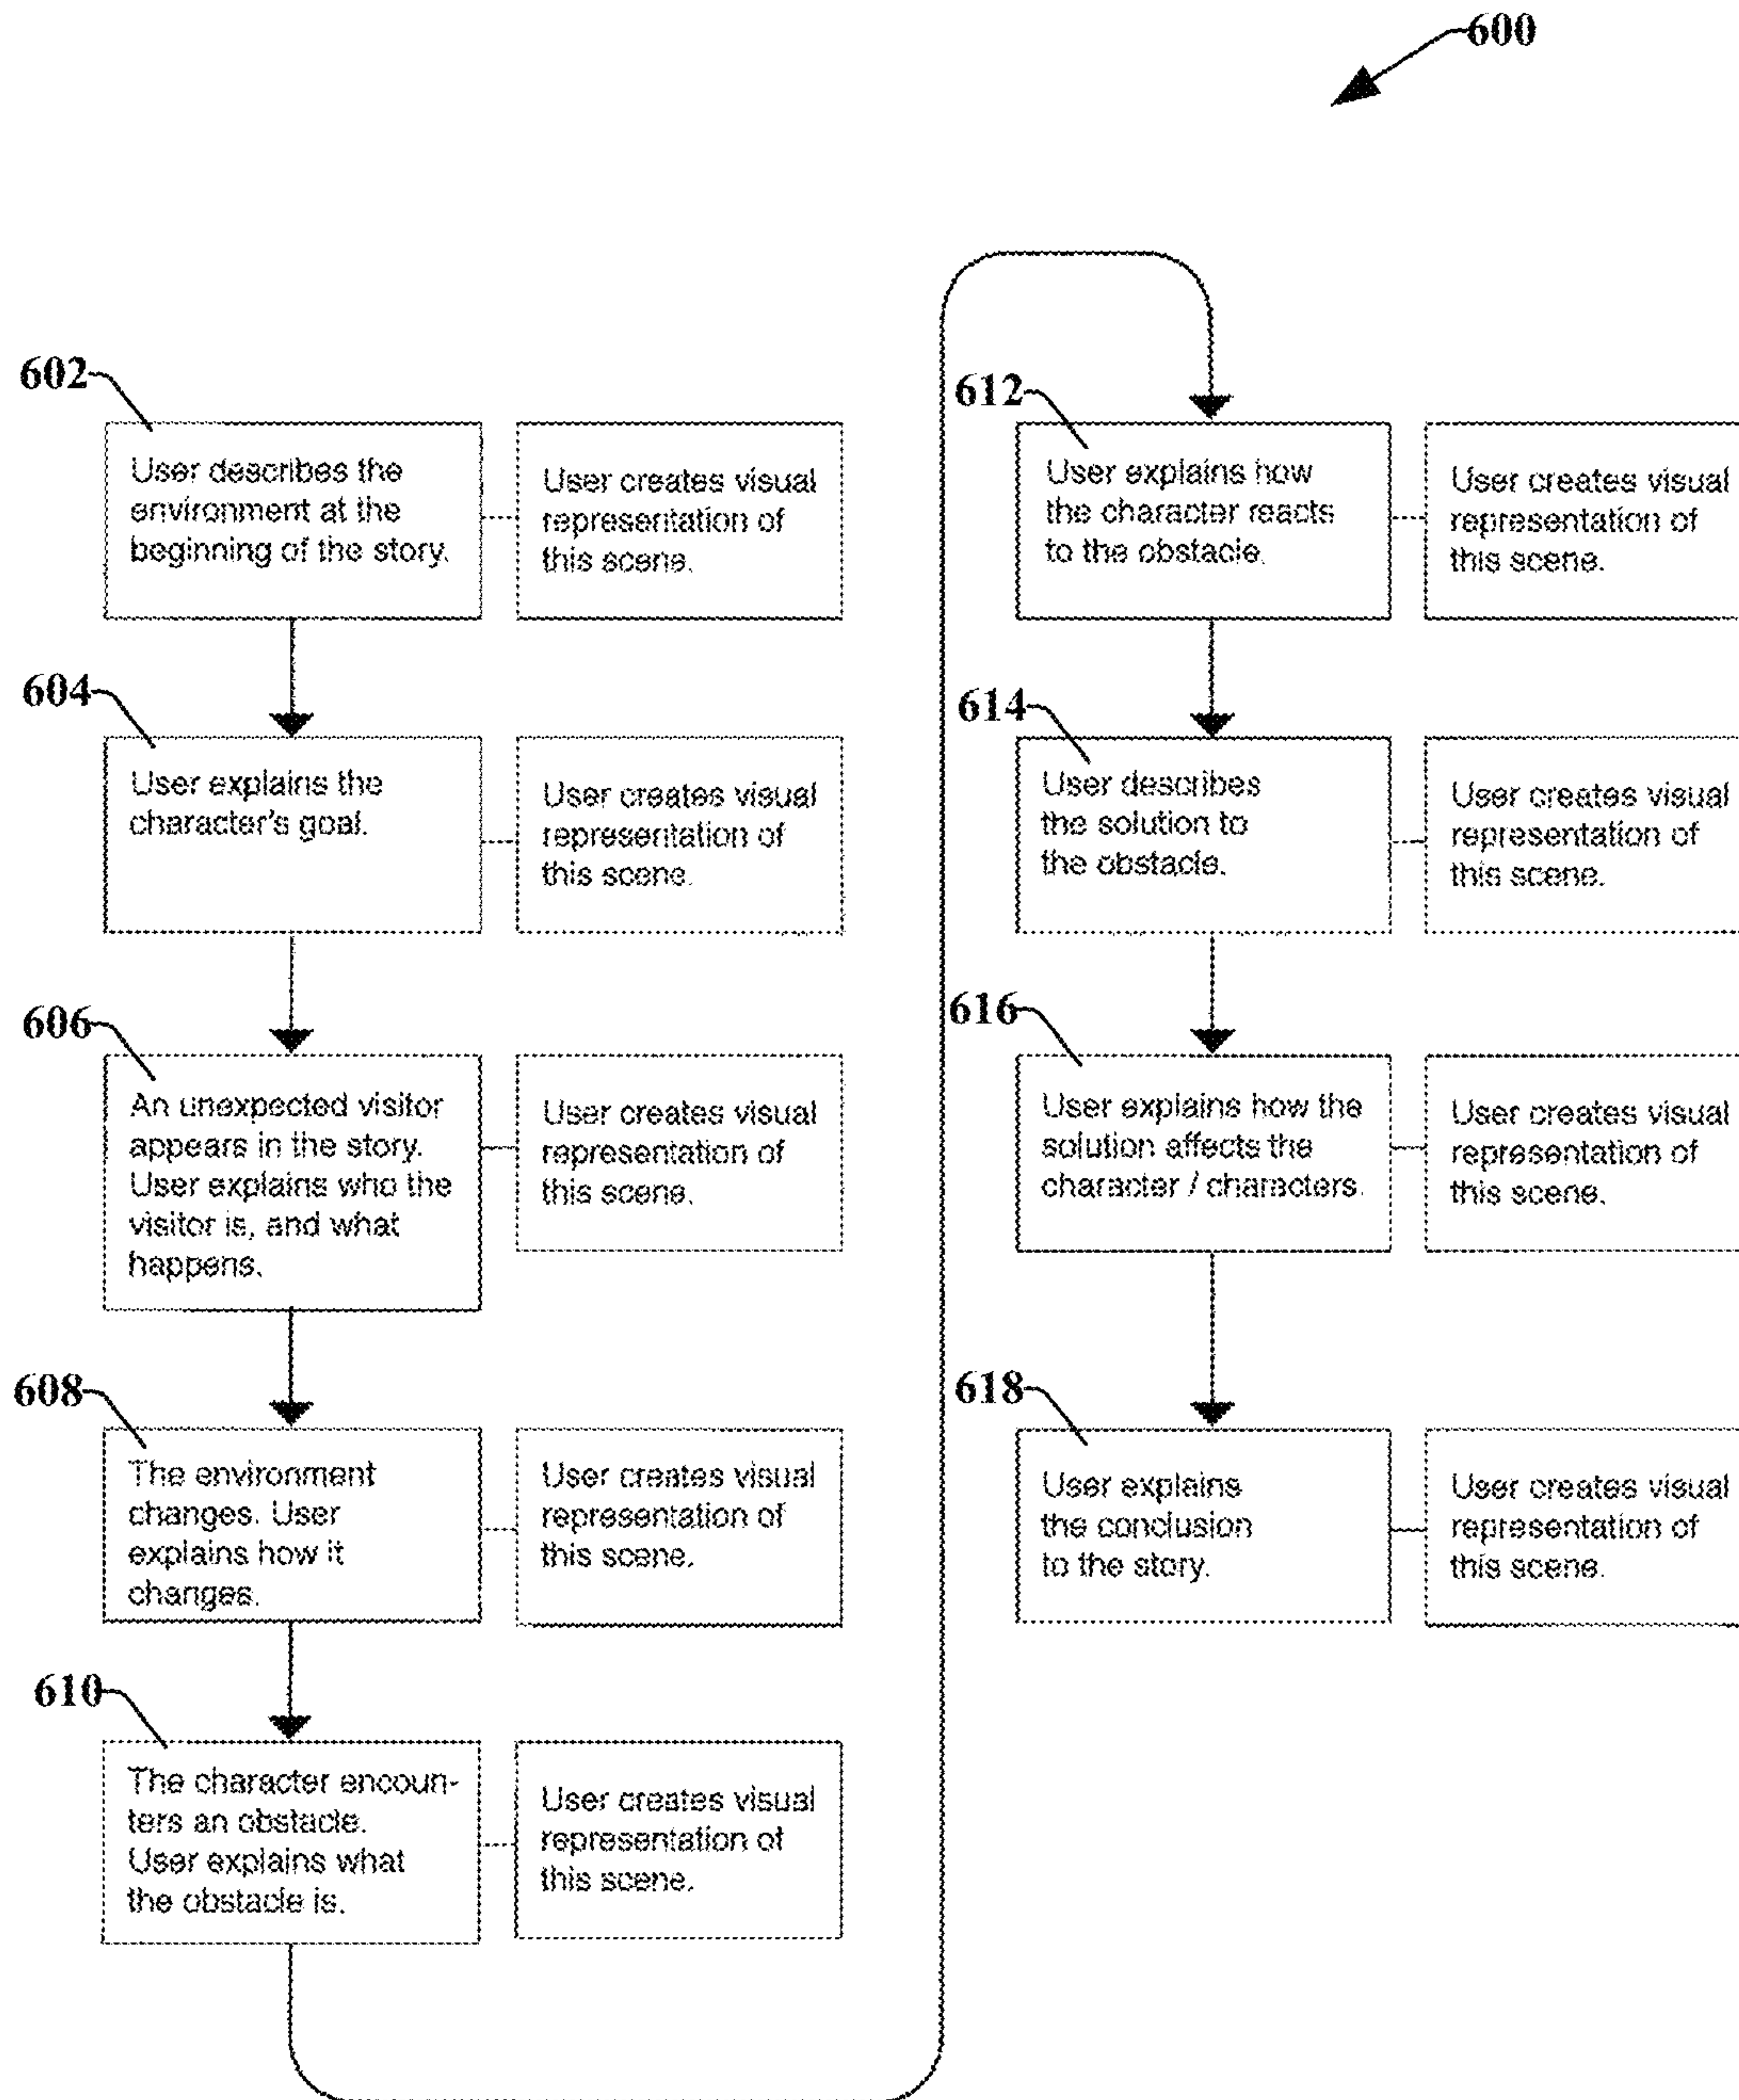 600
602
User describes the
environment at the
beginning of the story.
User creates visual
representation of
this scene.
604
User explains the
character's goal.
User creates visual
representation of
this scene.
606
An unexpected visitor
appears in the story.
User explains who the
visitor is, and what
happens.
User creates visual
representation of
this scene.
608
The environment
changes. User
explains how it
changes.
User creates visual
representation of
this scene.
610
The character encoun-
ters an obstacle.
User explains what
the obstacle is.
User creates visual
representation of
this scene.
612
User explains how
the character reacts
to the obstacle.
User creates visual
representation of
this scene.
614
User describes
the solution to
the obstacle.
User creates visual
representation of
this scene.
616
User explains how the
solution affects the
character / characters.
User creates visual
representation of
this scene.
618
User explains
the conclusion
to the story.
User creates visual
representation of
this scene.